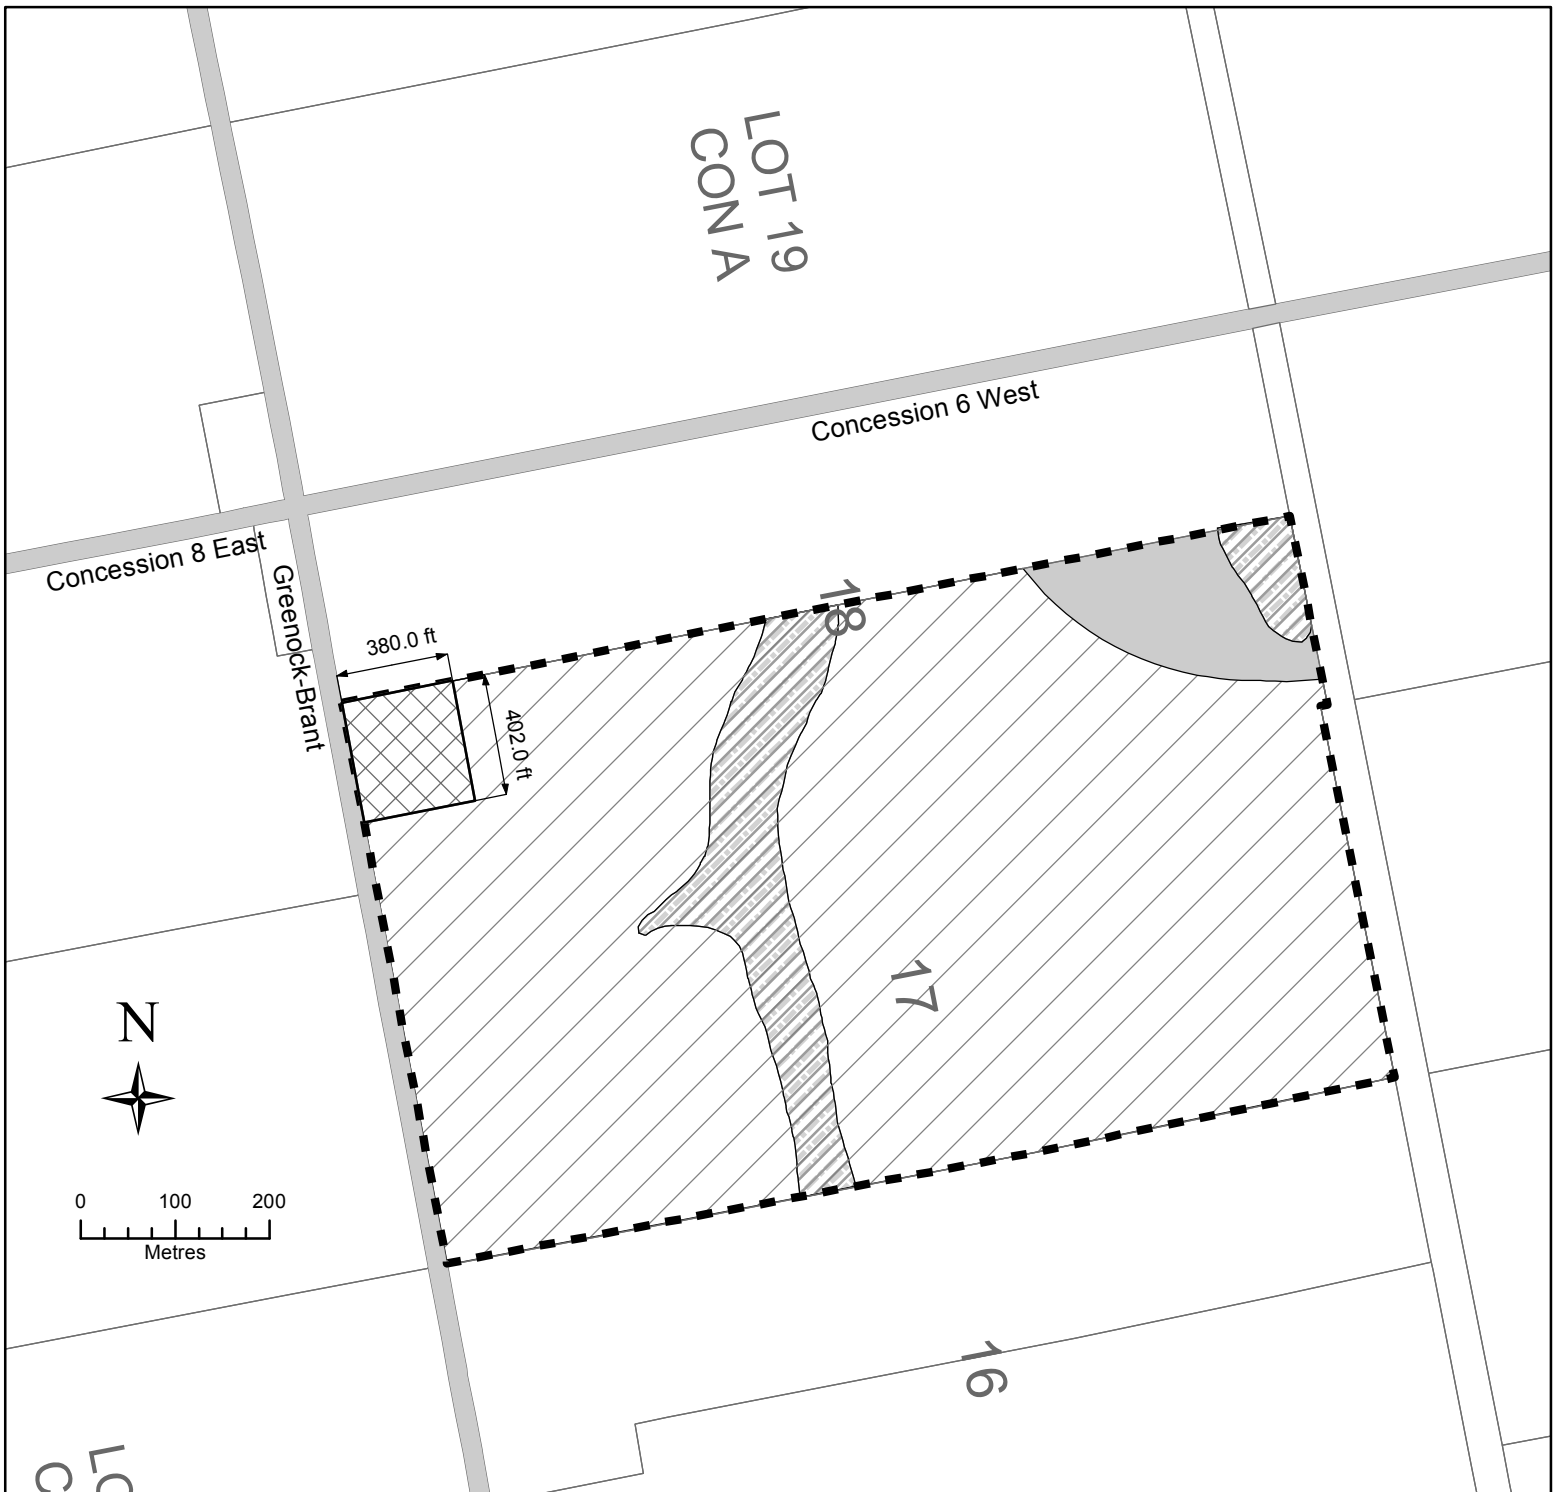 LOT 19
CON A
Concession 6 West
Concession 8 East
Greenock-Brant
380.0 ft
402.0 ft
18
17
N
0 100 200
Metres
16
LO
C